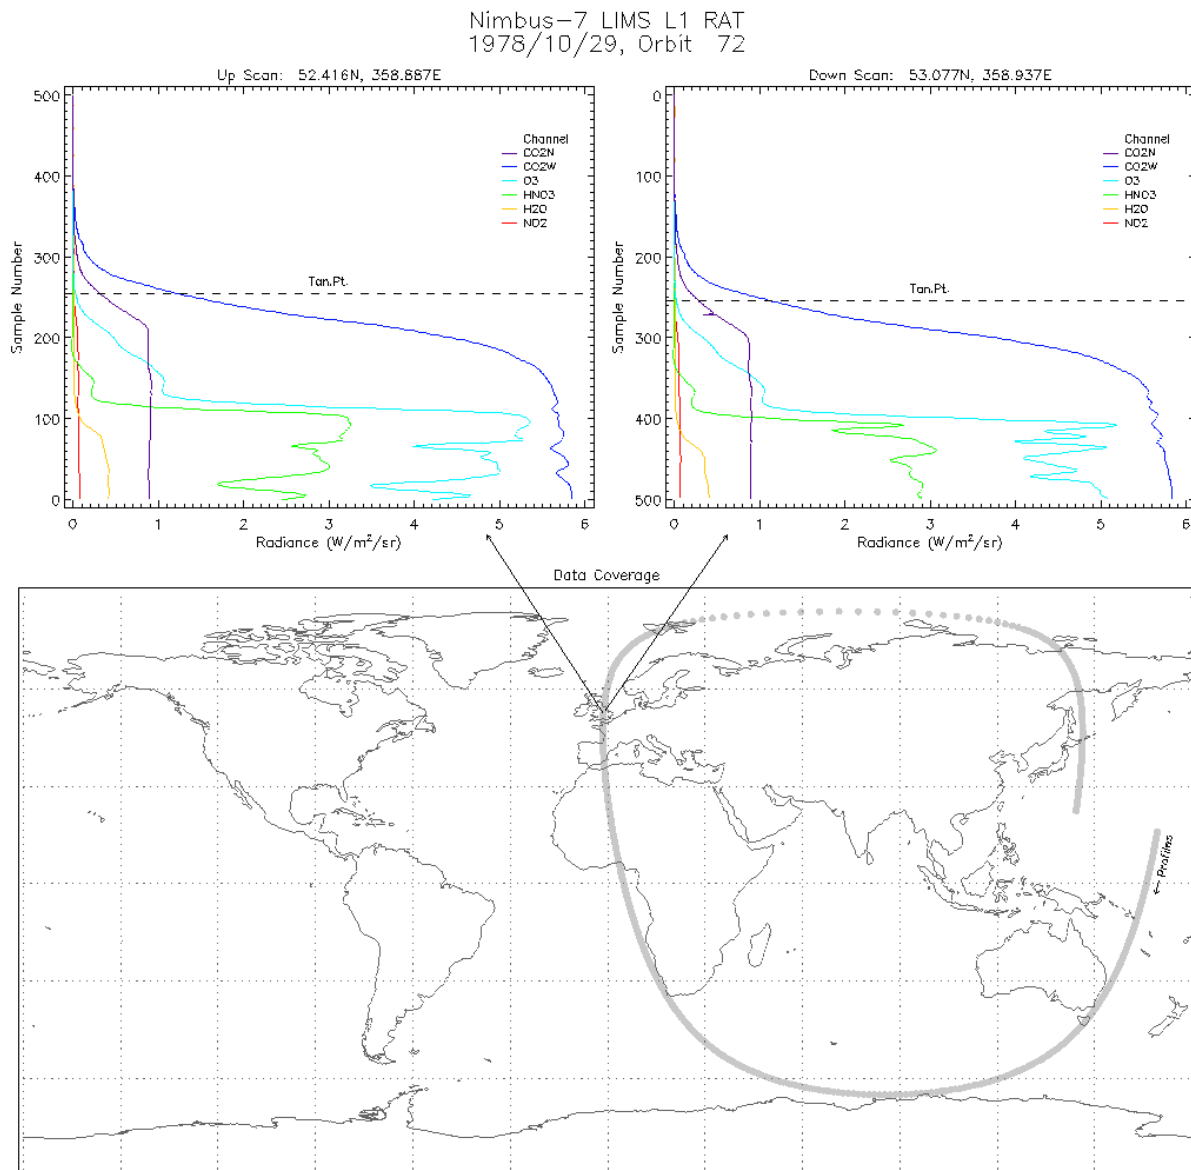 Nimbus-7 LIMS L1 RAT
1978/10/29, Orbit 72
Up Scan: 52.416N, 358.887E
500
400
300
200
100
0
Sample Number
Channel
CO2N
CO2W
O3
HNO3
H2O
NO2
Tan.Pt.
0 1 2 3 4 5 6
Radiance (W/m²/sr)
Down Scan: 53.077N, 358.937E
0
100
200
300
400
500
Sample Number
Channel
CO2N
CO2W
O3
HNO3
H2O
NO2
Tan.Pt.
0 1 2 3 4 5 6
Radiance (W/m²/sr)
Data Coverage
← Profiles